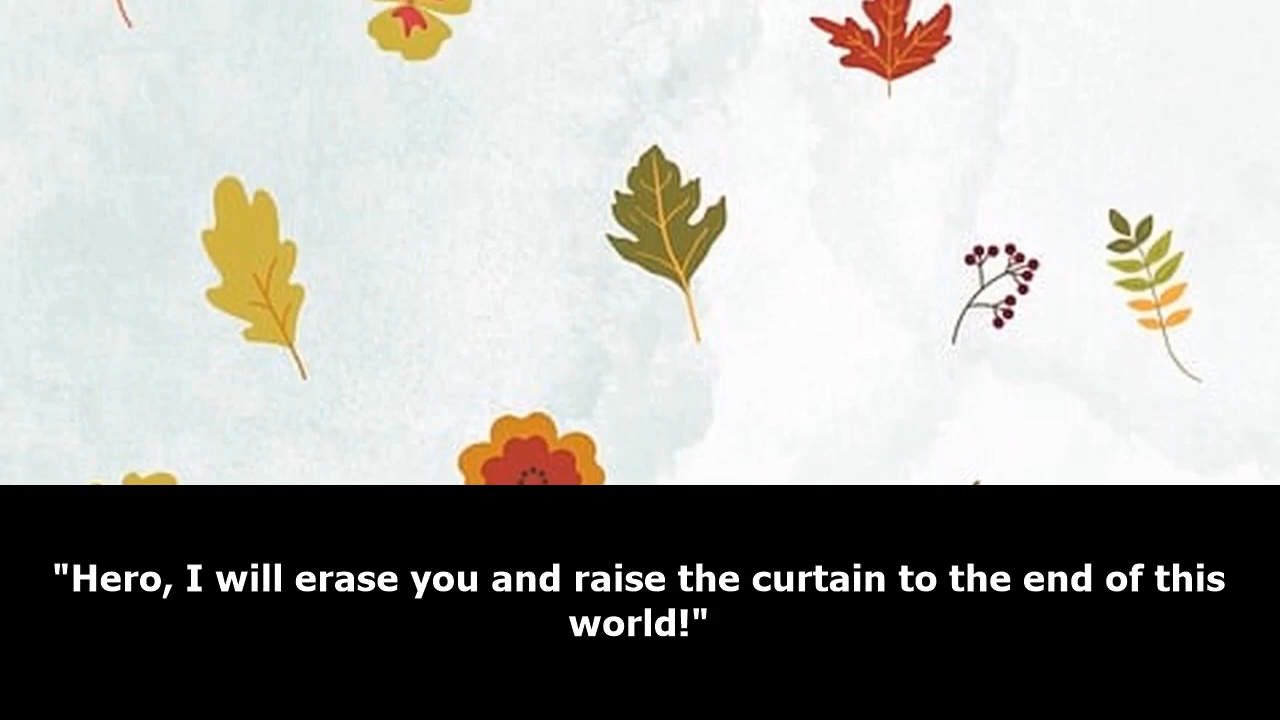 "Hero, I will erase you and raise the curtain to the end of this
world!"